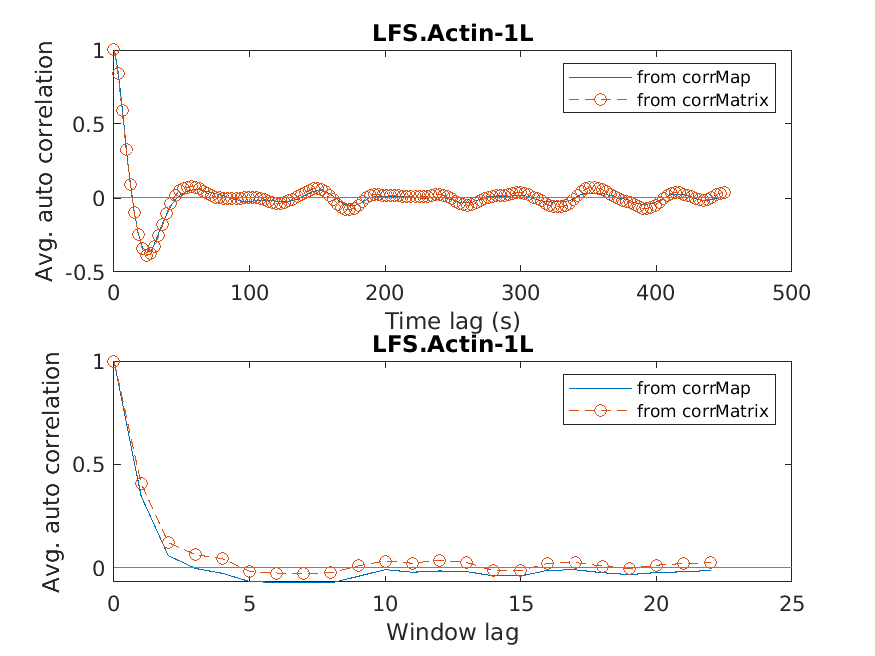 LFS.Actin-1L
1
0.5
0
-0.5
Avg. auto correlation
from corrMap
from corrMatrix
0 100 200 300 400 500
Time lag (s)
LFS.Actin-1L
1
0.5
0
Avg. auto correlation
from corrMap
from corrMatrix
0 5 10 15 20 25
Window lag